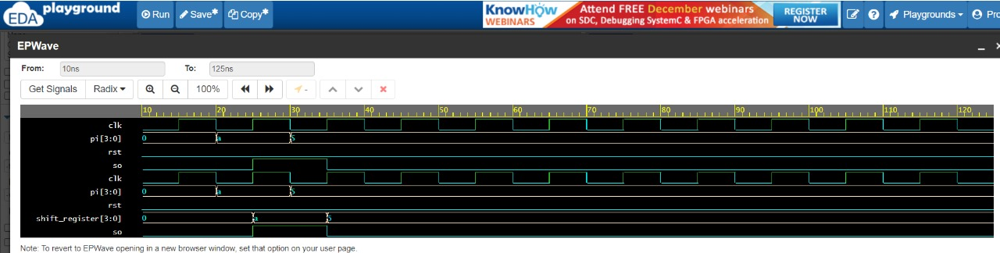 EDA playground
Run
Save*
Copy*
KnowHow WEBINARS
Attend FREE December webinars
on SDC, Debugging SystemC & FPGA acceleration
REGISTER NOW
?
Playgrounds
Pro
EPWave
From: 10ns To: 125ns
Get Signals Radix 100% -
10 20 30 40 50 60 70 80 90 100 110 120
clk
pi[3:0] 0 a 5
rst
so
clk
pi[3:0] 0 a 5
rst
shift_register[3:0] 0 a 5
so
Note: To revert to EPWave opening in a new browser window, set that option on your user page.